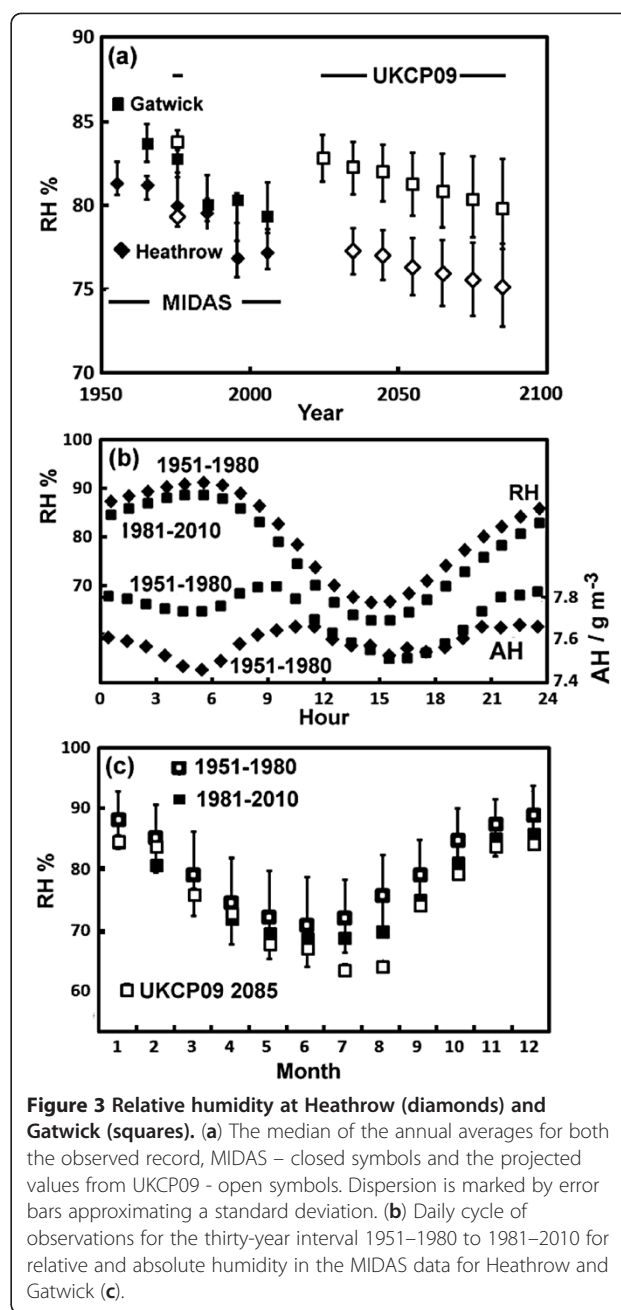 (a)
UKCP09
Gatwick
Heathrow
MIDAS
RH %
90
85
80
75
70
1950
2000
2050
2100
Year
(b)
1951-1980
RH
1981-2010
1951-1980
1951-1980
AH
RH %
100
90
80
70
7.8
7.6
7.4
AH / g m-3
0
3
6
9
12
15
18
21
24
Hour
(c)
1951-1980
1981-2010
UKCP09 2085
RH %
100
90
80
70
60
1
2
3
4
5
6
7
8
9
10
11
12
Month
Figure 3 Relative humidity at Heathrow (diamonds) and
Gatwick (squares). (a) The median of the annual averages for both
the observed record, MIDAS – closed symbols and the projected
values from UKCP09 - open symbols. Dispersion is marked by error
bars approximating a standard deviation. (b) Daily cycle of
observations for the thirty-year interval 1951–1980 to 1981–2010 for
relative and absolute humidity in the MIDAS data for Heathrow and
Gatwick (c).